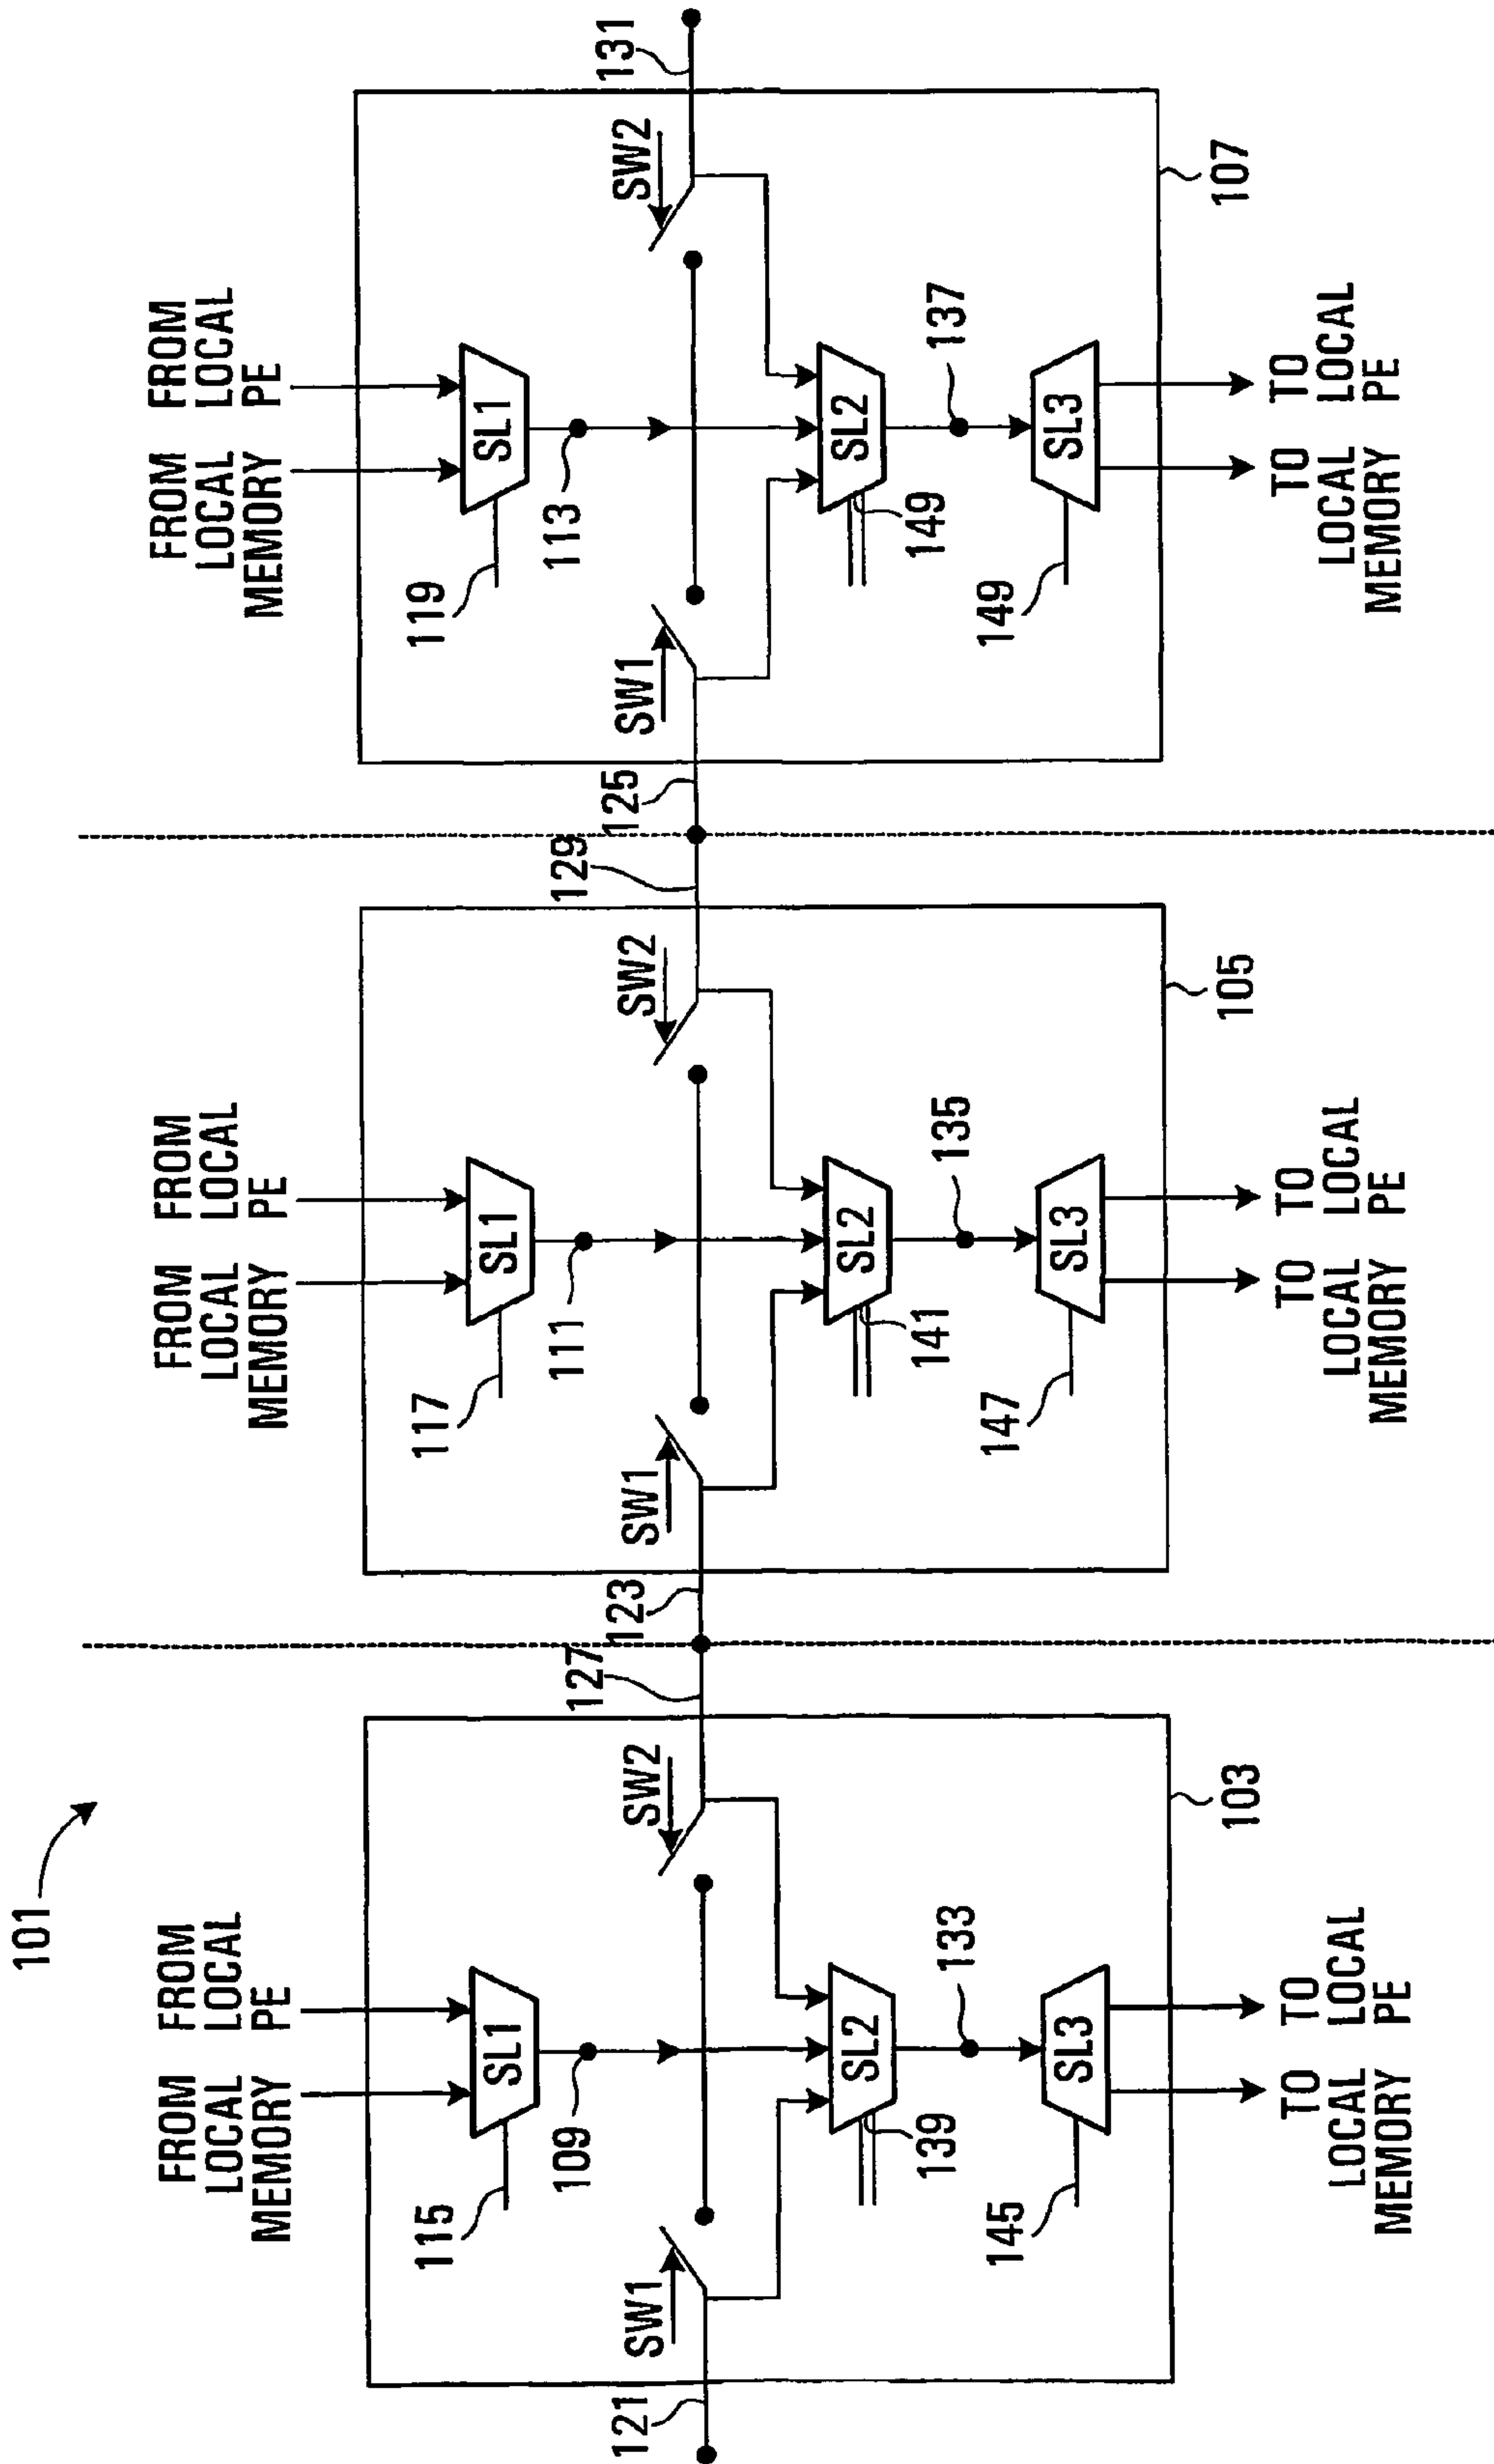 101
FROM
LOCAL
MEMORY
FROM
LOCAL
PE
115
SL1
109
SW1
SW2
121
127
SL2
139
133
145
SL3
TO
LOCAL
MEMORY
TO
LOCAL
PE
103
FROM
LOCAL
MEMORY
FROM
LOCAL
PE
117
SL1
111
SW1
SW2
123
129
SL2
141
135
147
SL3
TO
LOCAL
MEMORY
TO
LOCAL
PE
105
FROM
LOCAL
MEMORY
FROM
LOCAL
PE
119
SL1
113
SW1
SW2
125
131
SL2
149
137
149
SL3
TO
LOCAL
MEMORY
TO
LOCAL
PE
107